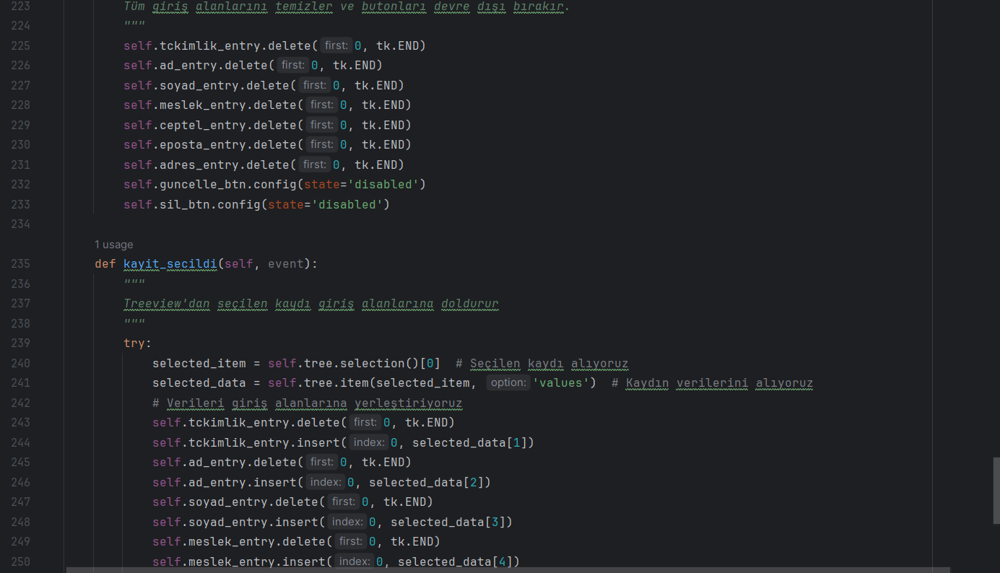 223 Tüm giriş alanlarını temizler ve butonları devre dışı bırakır.
224 """
225 self.tckimlik_entry.delete( first: 0, tk.END)
226 self.ad_entry.delete( first: 0, tk.END)
227 self.soyad_entry.delete( first: 0, tk.END)
228 self.meslek_entry.delete( first: 0, tk.END)
229 self.ceptel_entry.delete( first: 0, tk.END)
230 self.eposta_entry.delete( first: 0, tk.END)
231 self.adres_entry.delete( first: 0, tk.END)
232 self.guncelle_btn.config(state='disabled')
233 self.sil_btn.config(state='disabled')
234
1 usage
235 def kayit_secildi(self, event):
236 """
237 Treeview'dan seçilen kaydı giriş alanlarına doldurur
238 """
239 try:
240 selected_item = self.tree.selection()[0]  # Seçilen kaydı alıyoruz
241 selected_data = self.tree.item(selected_item, option: 'values')  # Kaydın verilerini alıyoruz
242 # Verileri giriş alanlarına yerleştiriyoruz
243 self.tckimlik_entry.delete( first: 0, tk.END)
244 self.tckimlik_entry.insert( index: 0, selected_data[1])
245 self.ad_entry.delete( first: 0, tk.END)
246 self.ad_entry.insert( index: 0, selected_data[2])
247 self.soyad_entry.delete( first: 0, tk.END)
248 self.soyad_entry.insert( index: 0, selected_data[3])
249 self.meslek_entry.delete( first: 0, tk.END)
250 self.meslek_entry.insert( index: 0, selected_data[4])